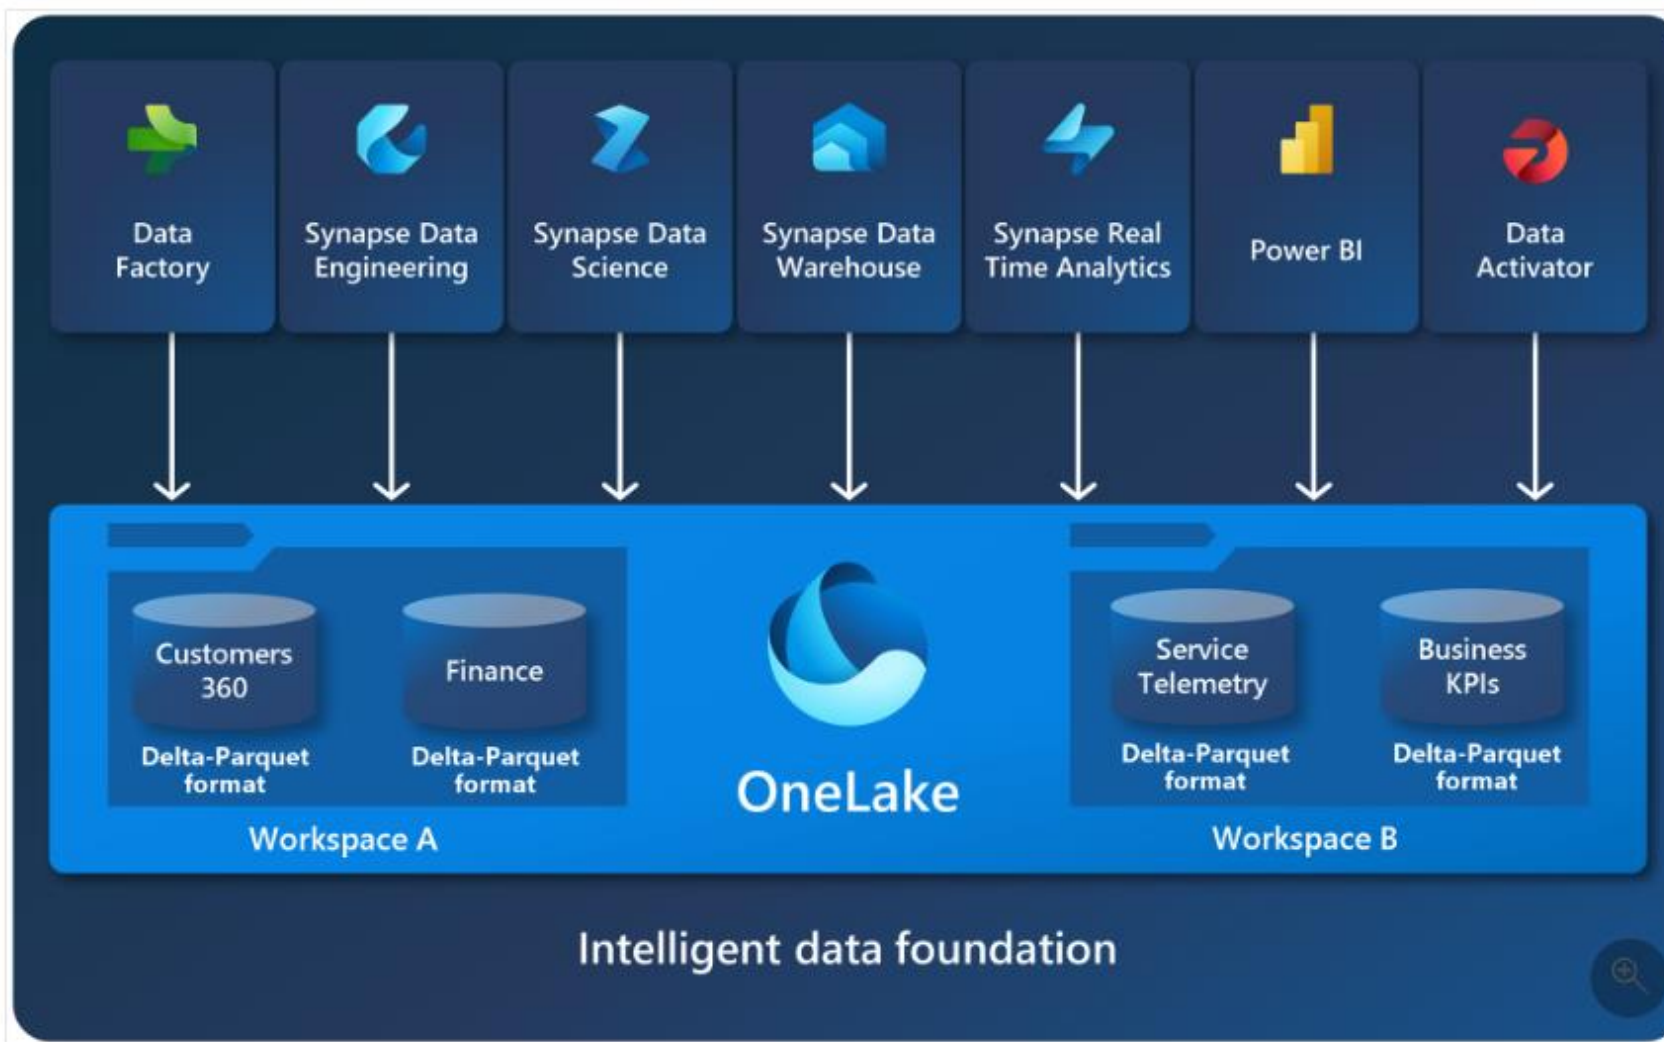 Data
Factory
Synapse Data
Engineering
Synapse Data
Science
Synapse Data
Warehouse
Synapse Real
Time Analytics
Power BI
Data
Activator
Customers
360
Delta-Parquet
format
Finance
Delta-Parquet
format
Workspace A
OneLake
Service
Telemetry
Delta-Parquet
format
Business
KPIs
Delta-Parquet
format
Workspace B
Intelligent data foundation